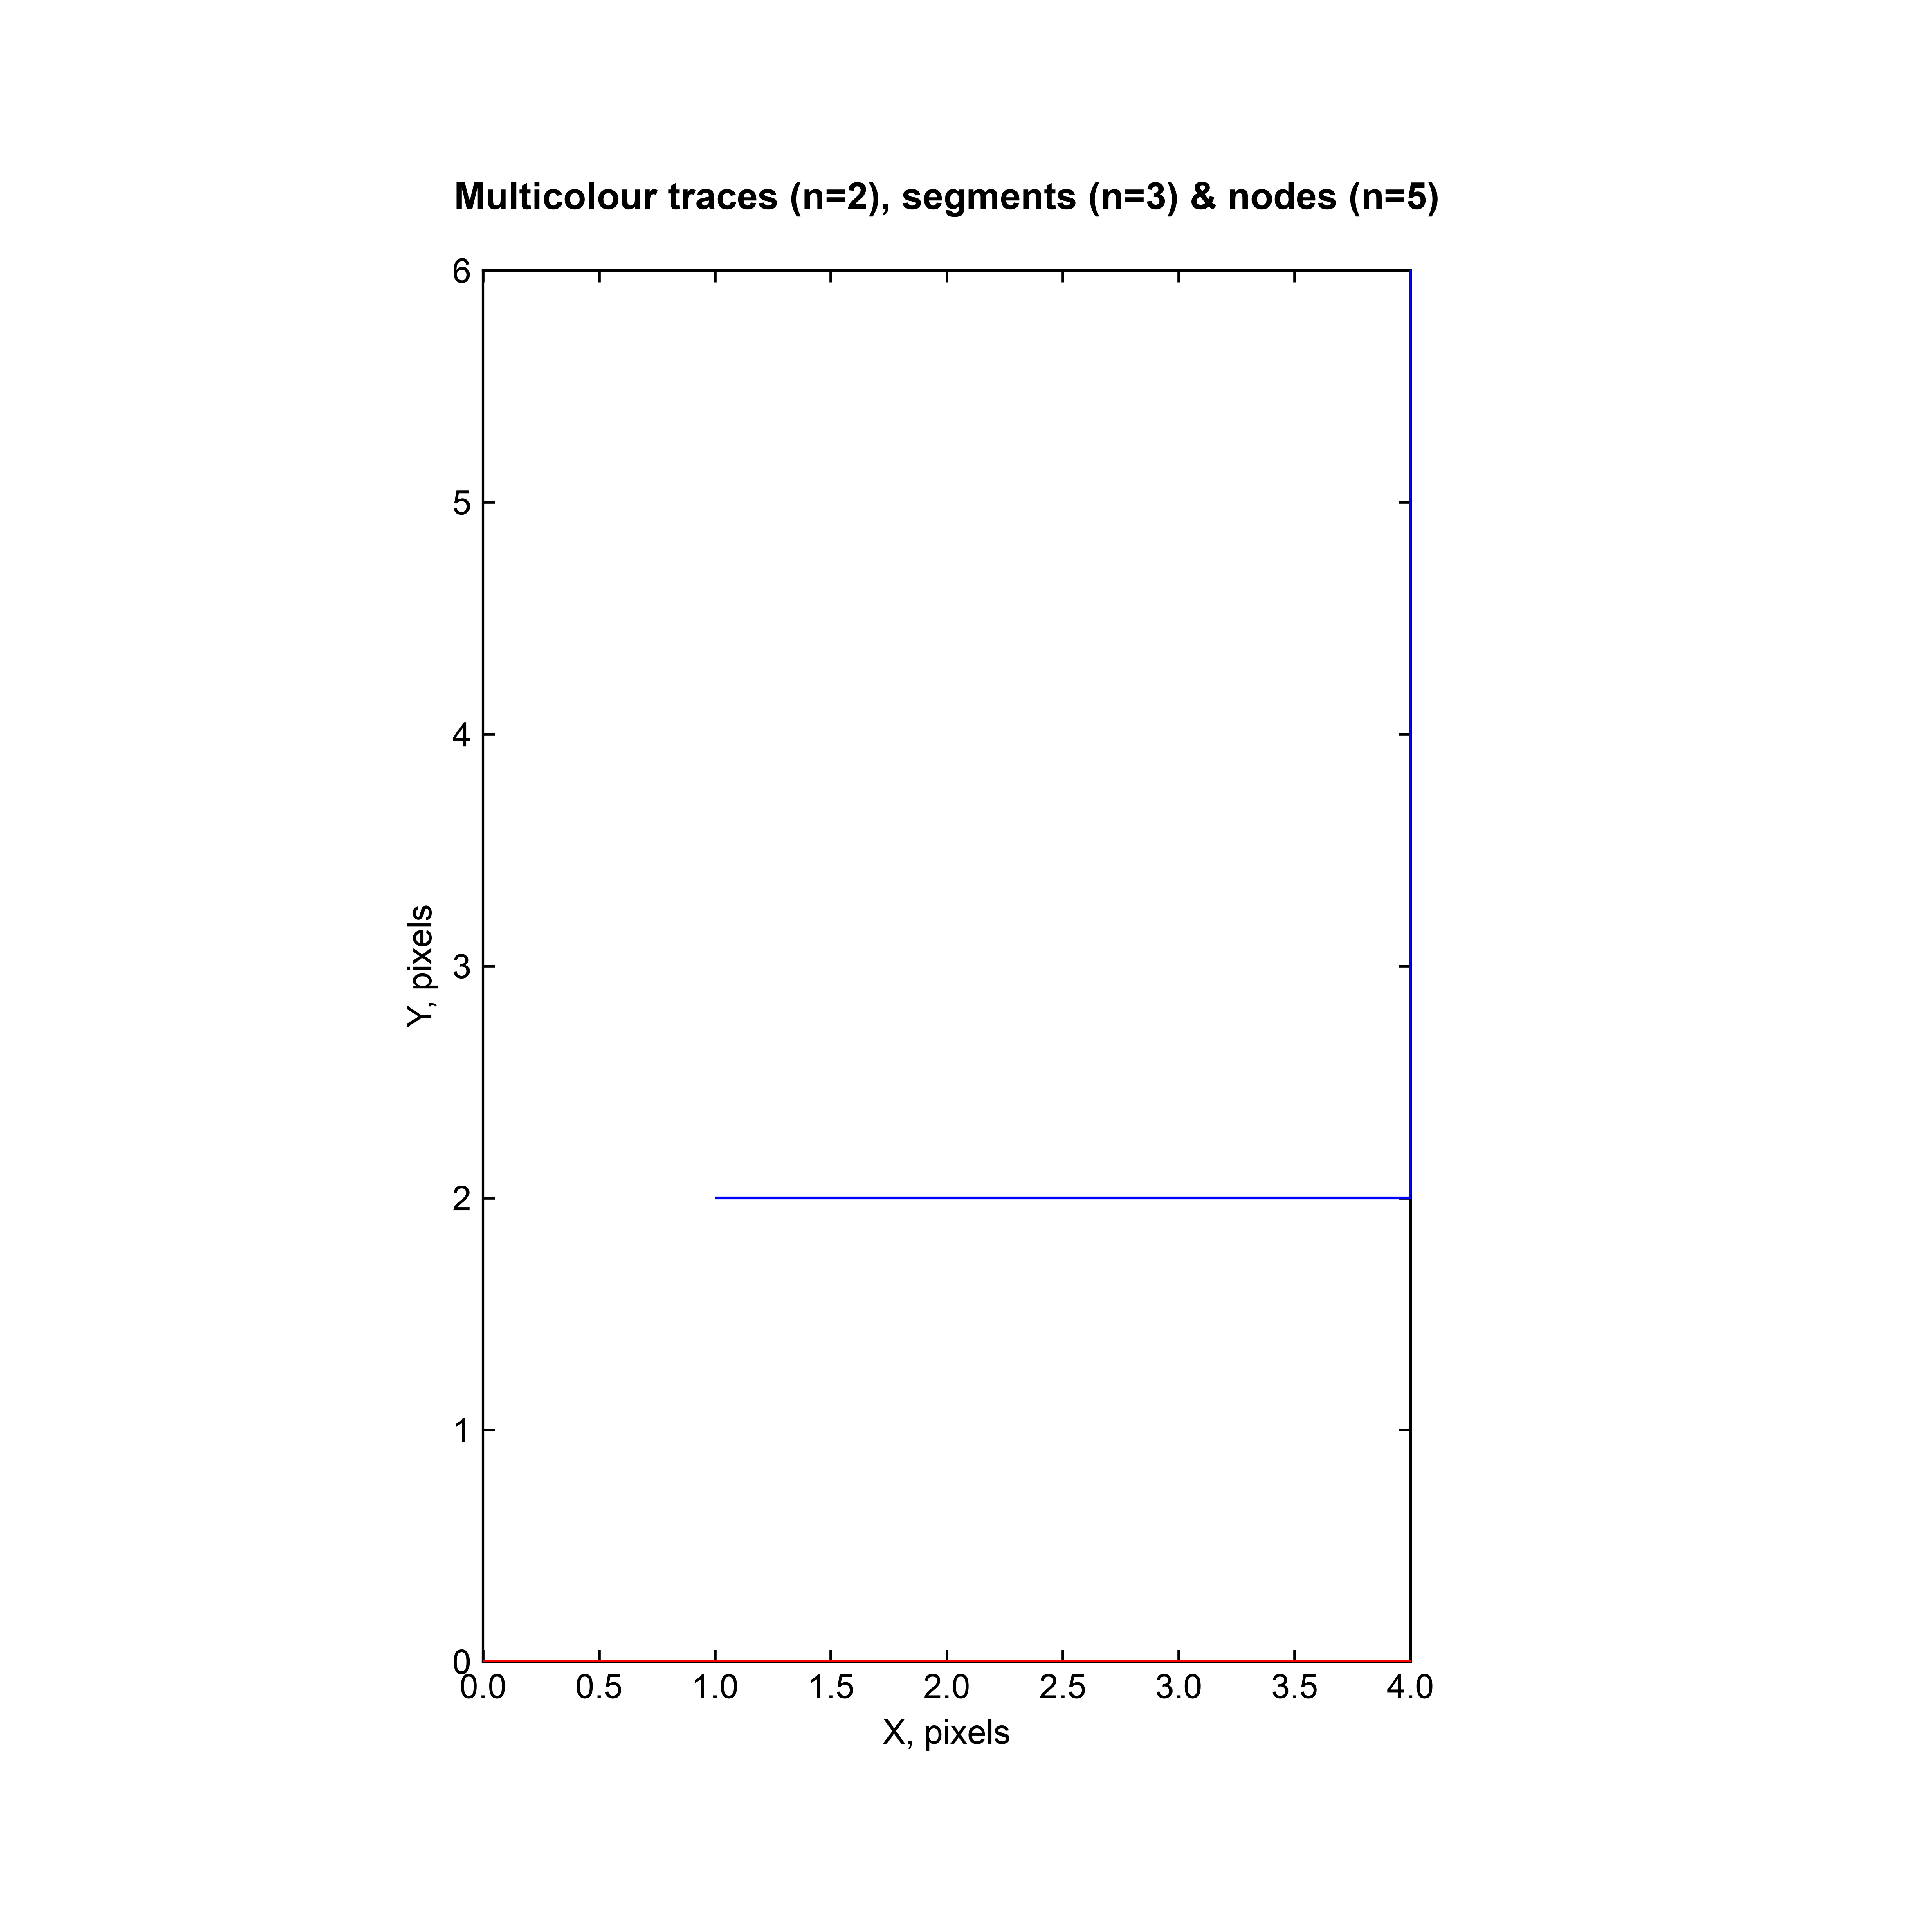 Multicolour traces (n=2), segments (n=3) & nodes (n=5)
6
5
4
3
2
1
0
Y, pixels
0.0 0.5 1.0 1.5 2.0 2.5 3.0 3.5 4.0
X, pixels